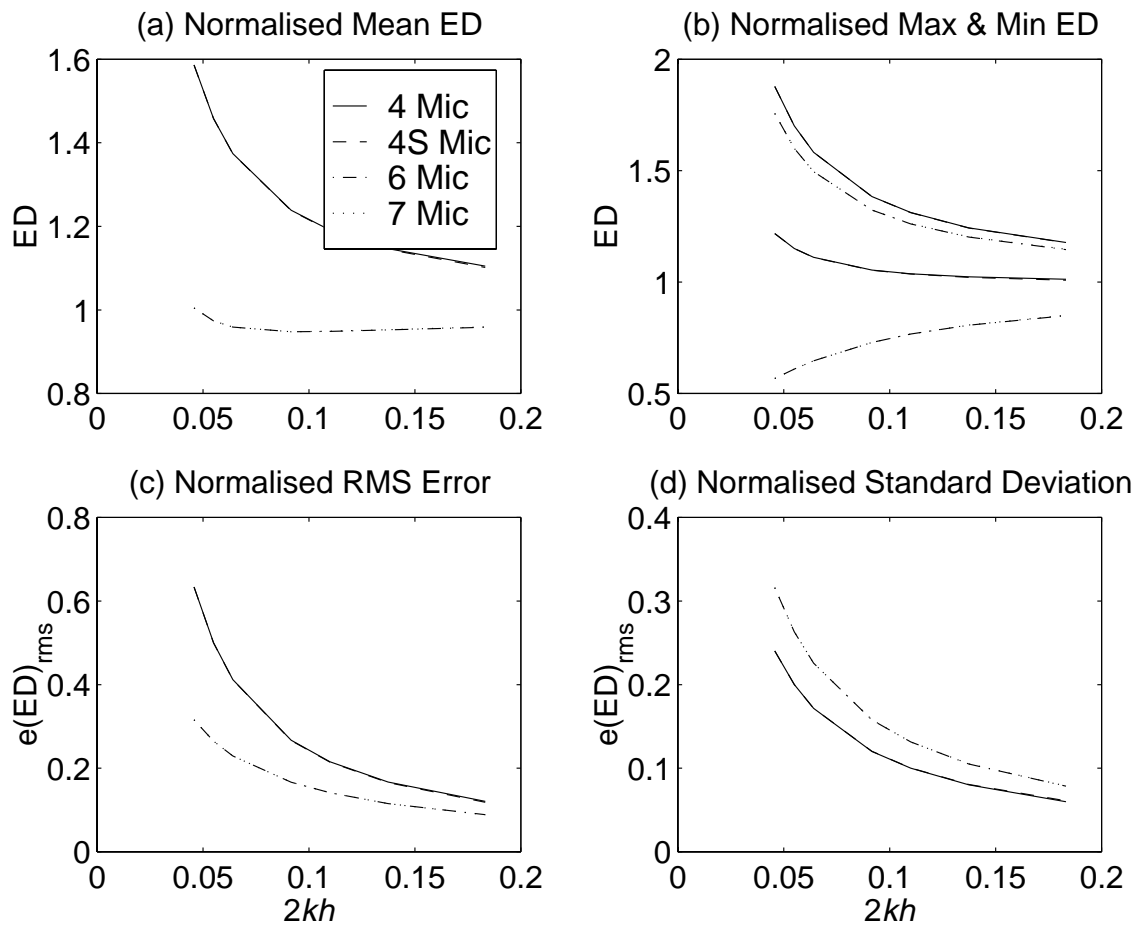 (a) Normalised Mean ED
1.6
1.4
1.2
1
0.8
ED
0
0.05
0.1
0.15
0.2
4 Mic
4S Mic
6 Mic
7 Mic
(b) Normalised Max & Min ED
2
1.5
1
0.5
ED
0
0.05
0.1
0.15
0.2
(c) Normalised RMS Error
0.8
0.6
0.4
0.2
0
e(ED)rms
0
0.05
0.1
0.15
0.2
2kh
(d) Normalised Standard Deviation
0.4
0.3
0.2
0.1
0
e(ED)rms
0
0.05
0.1
0.15
0.2
2kh